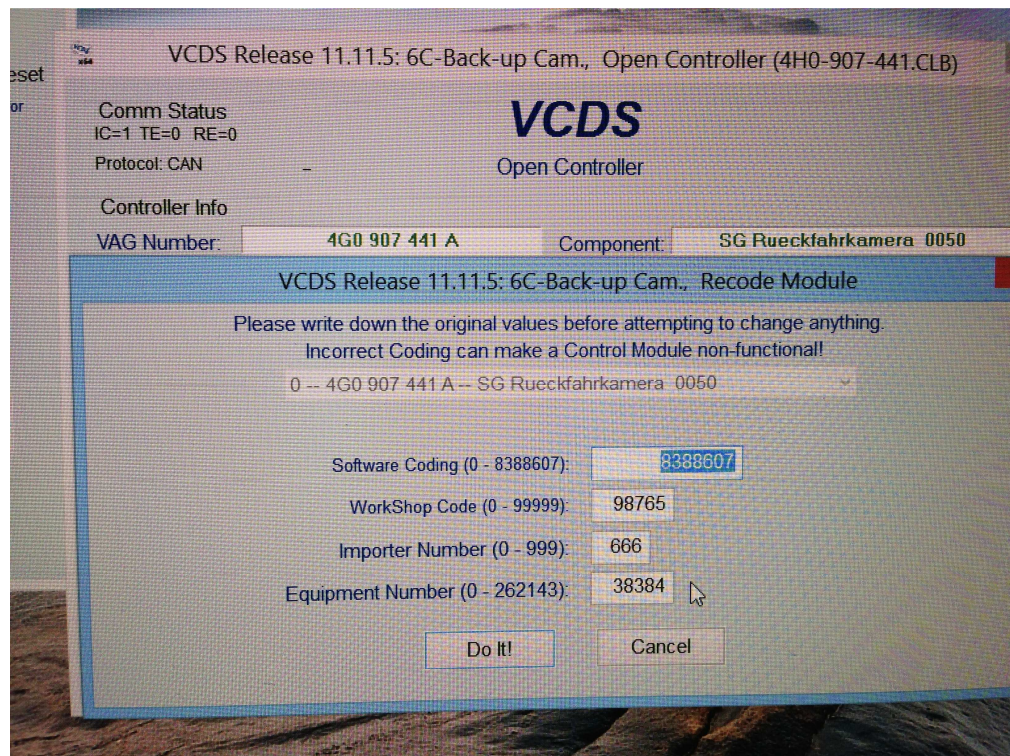 eset
or
VCDS Release 11.11.5: 6C-Back-up Cam., Open Controller (4H0-907-441.CLB)
Comm Status
IC=1 TE=0 RE=0
Protocol: CAN
VCDS
Open Controller
Controller Info
VAG Number: 4G0 907 441 A Component: SG Rueckfahrkamera 0050
VCDS Release 11.11.5: 6C-Back-up Cam., Recode Module
Please write down the original values before attempting to change anything.
Incorrect Coding can make a Control Module non-functional!
0 -- 4G0 907 441 A -- SG Rueckfahrkamera 0050
Software Coding (0 - 8388607): 8388607
WorkShop Code (0 - 99999): 98765
Importer Number (0 - 999): 666
Equipment Number (0 - 262143): 38384
Do It! Cancel